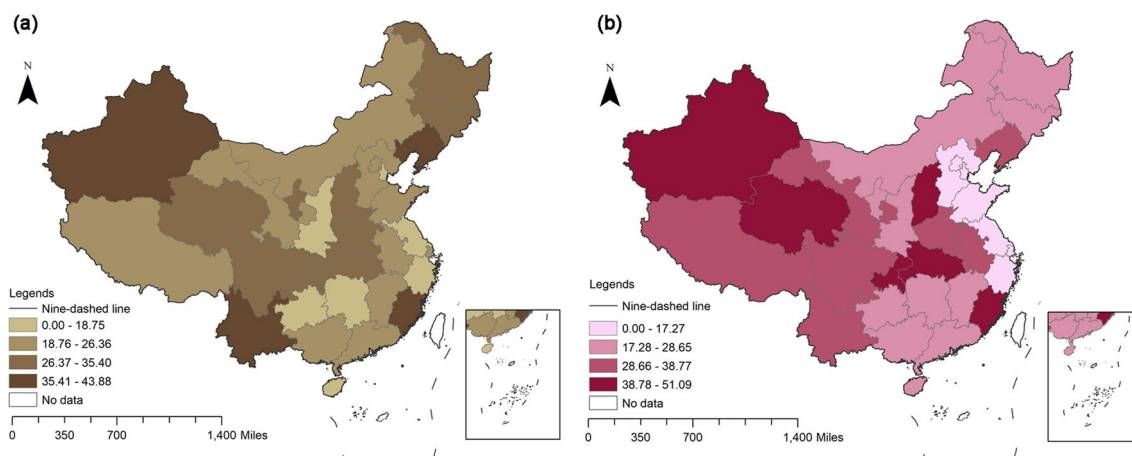 (a)
N
Legends
Nine-dashed line
0.00 - 18.75
18.76 - 26.36
26.37 - 35.40
35.41 - 43.88
No data
0 350 700 1,400 Miles
(b)
N
Legends
Nine-dashed line
0.00 - 17.27
17.28 - 28.65
28.66 - 38.77
38.78 - 51.09
No data
0 350 700 1,400 Miles